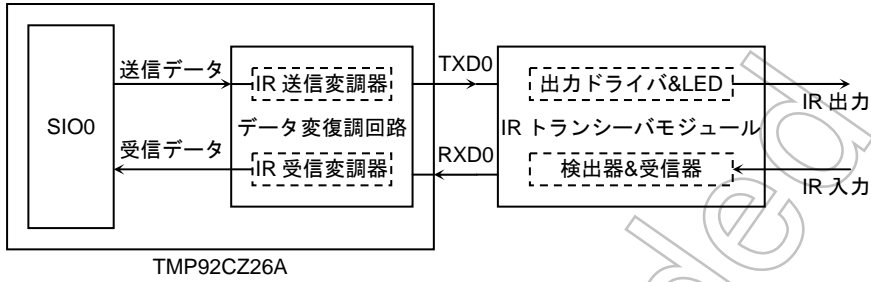 送信データ
TXD0
IR 送信変調器
出力ドライバ&LED
IR 出力
SIO0
データ変復調回路
IR トランシーバモジュール
受信データ
RXD0
IR 受信変調器
検出器&受信器
IR 入力
TMP92CZ26A